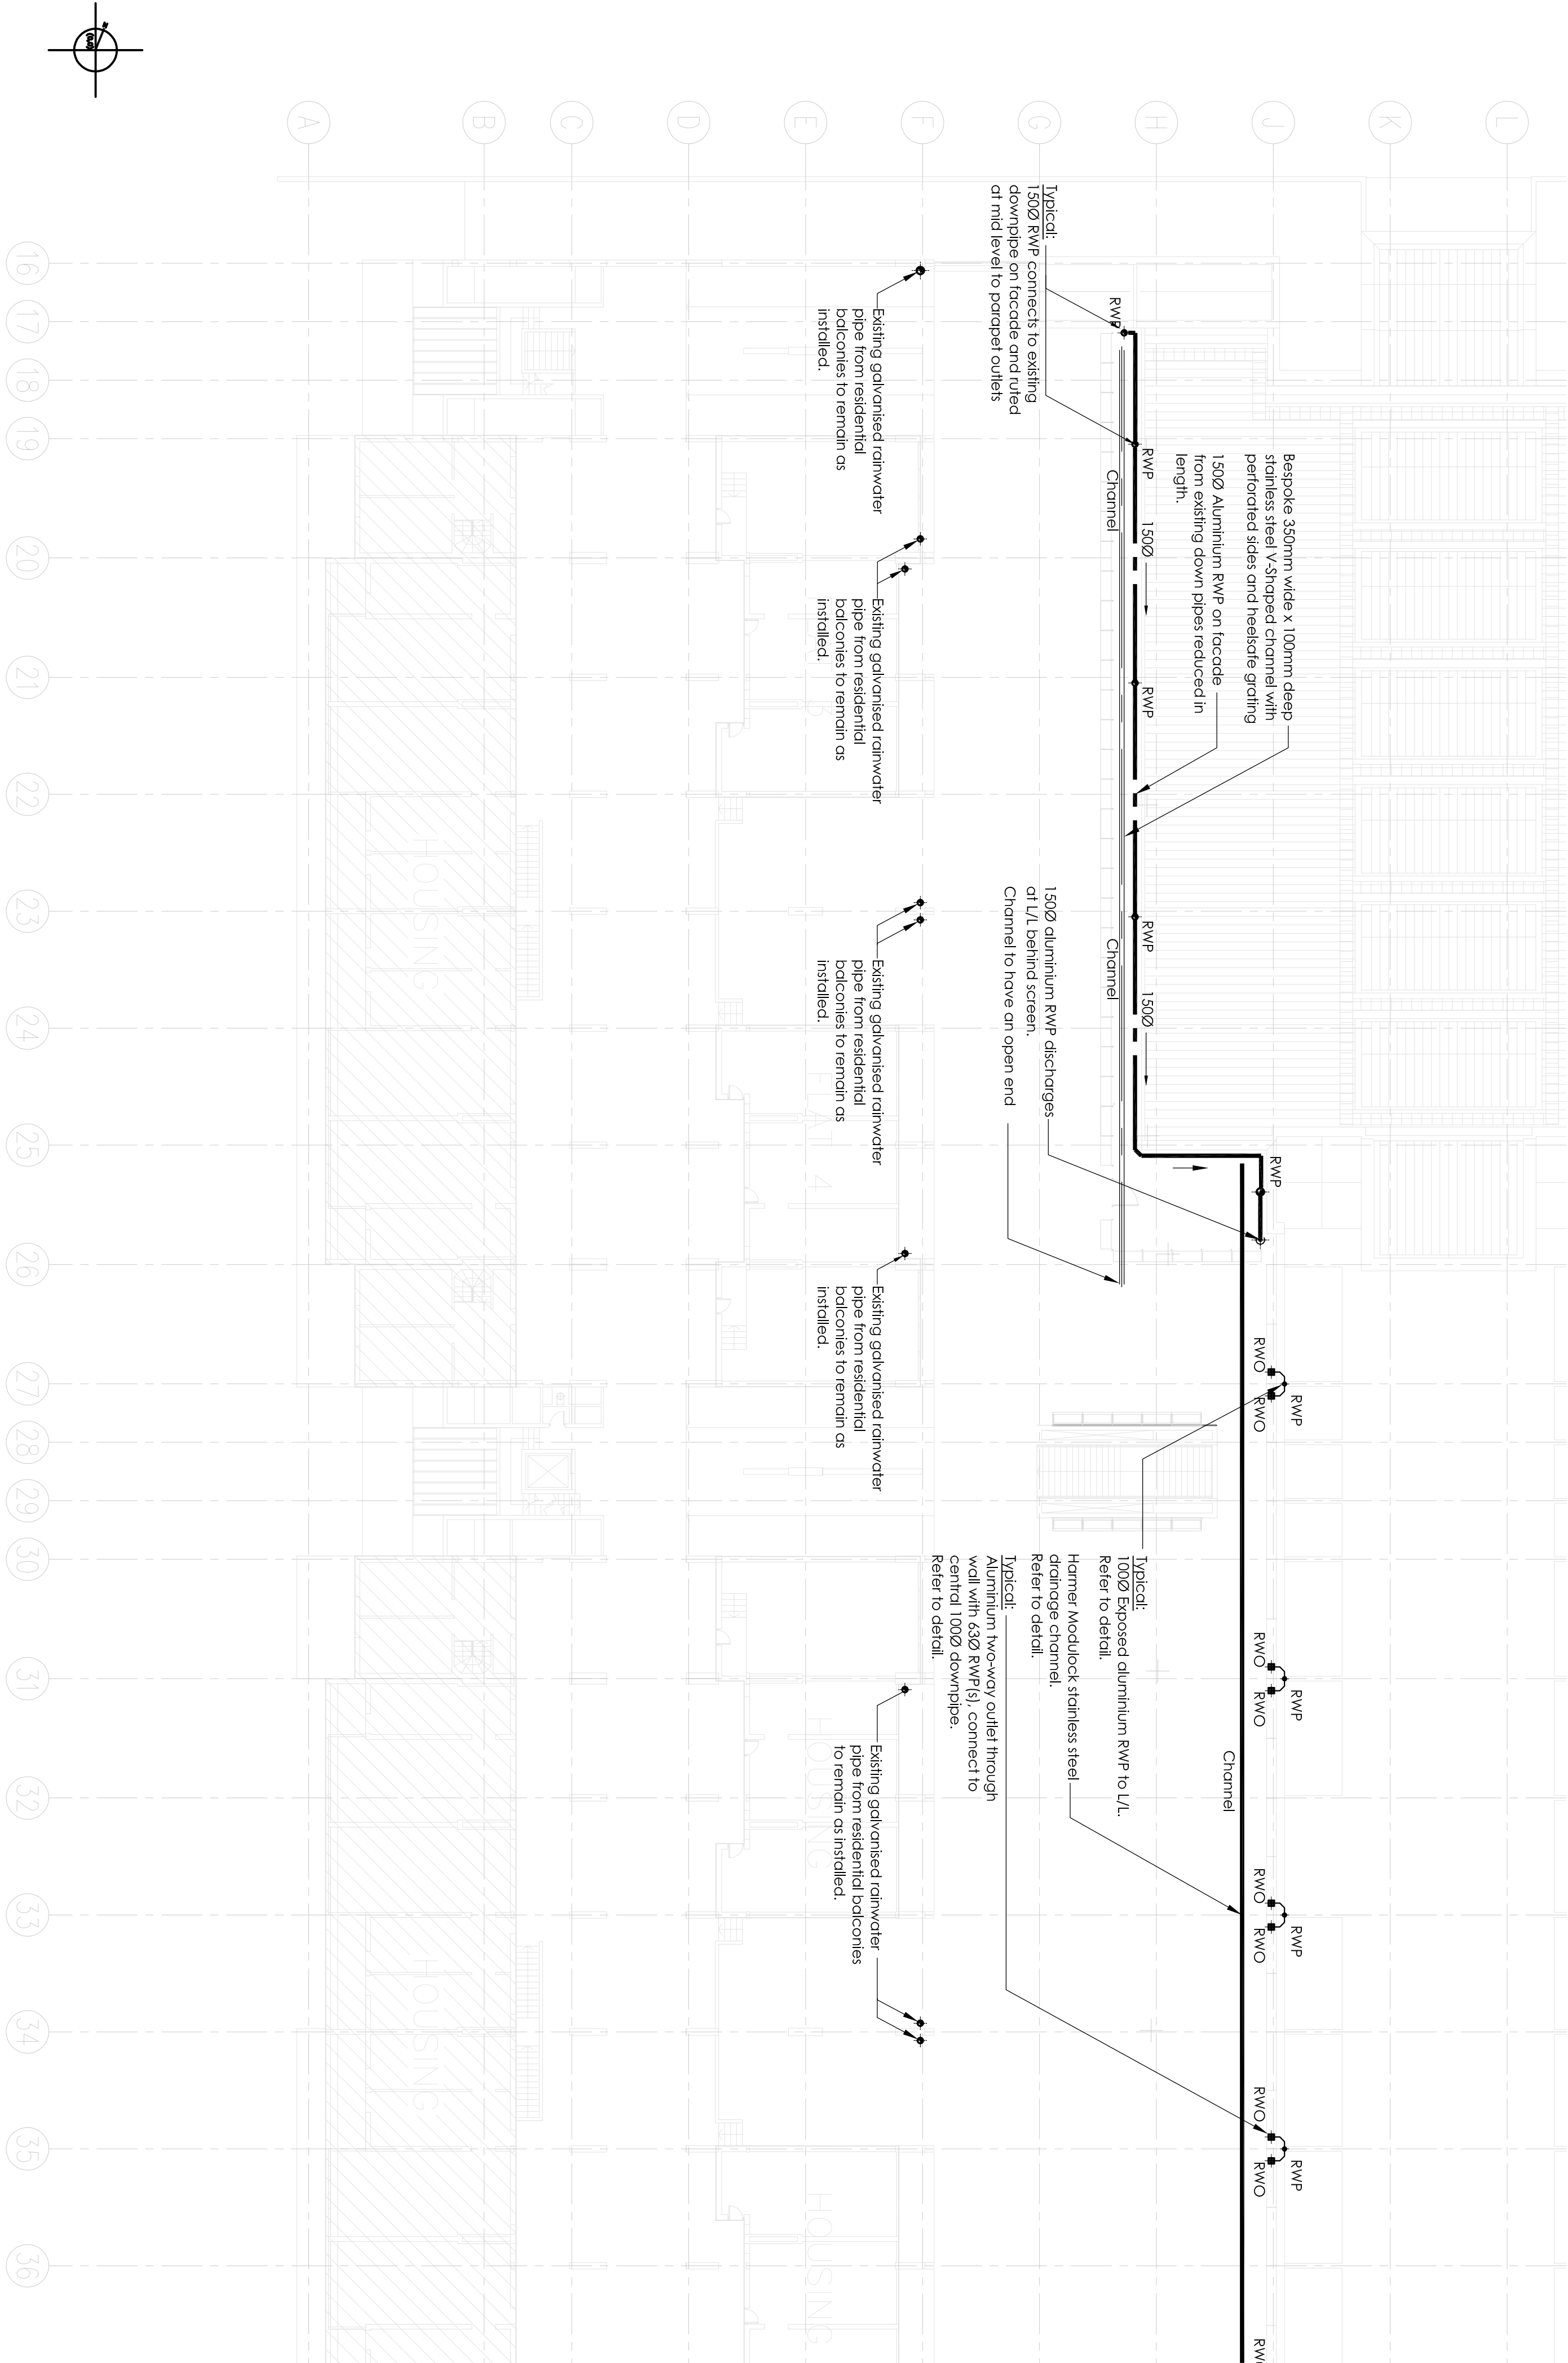 N
(0,0)
A
B
C
D
E
F
G
H
J
K
L
16
17
18
19
20
21
22
23
24
25
26
27
28
29
30
31
32
33
34
35
36
Bespoke 350mm wide x 100mm deep
stainless steel V-Shaped channel with
perforated sides and heelsafe grating
150Ø Aluminium RWP on facade
from existing down pipes reduced in
length.
Typical:
150Ø RWP connects to existing
downpipe on facade and ruted
at mid level to parapet outlets
RWP
RWP
Channel
150Ø
RWP
RWP
Channel
150Ø
RWP
150Ø aluminium RWP discharges
at L/L behind screen.
Channel to have an open end
Existing galvanised rainwater
pipe from residential
balconies to remain as
installed.
Existing galvanised rainwater
pipe from residential
balconies to remain as
installed.
Existing galvanised rainwater
pipe from residential
balconies to remain as
installed.
Existing galvanised rainwater
pipe from residential
balconies to remain as
installed.
Existing galvanised rainwater
pipe from residential balconies
to remain as installed.
Typical:
100Ø Exposed aluminium RWP to L/L.
Refer to detail.
Harmer Modulock stainless steel
drainage channel.
Refer to detail.
Typical:
Aluminium two-way outlet through
wall with 63Ø RWP(s), connect to
central 100Ø downpipe.
Refer to detail.
RWO
RWP
RWO
RWO
RWP
RWO
Channel
RWO
RWP
RWO
RWO
RWP
RWO
HOUSING
HOUSING
HOUSING
HOUSING
FLAT 4